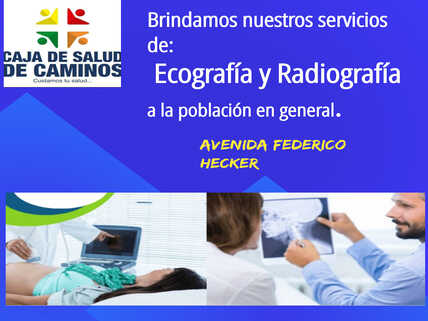 CAJA DE SALUD
DE CAMINOS
Cuidamos tu salud...
Brindamos nuestros servicios
de:
Ecografía y Radiografía
a la población en general.
AVENIDA FEDERICO
HECKER